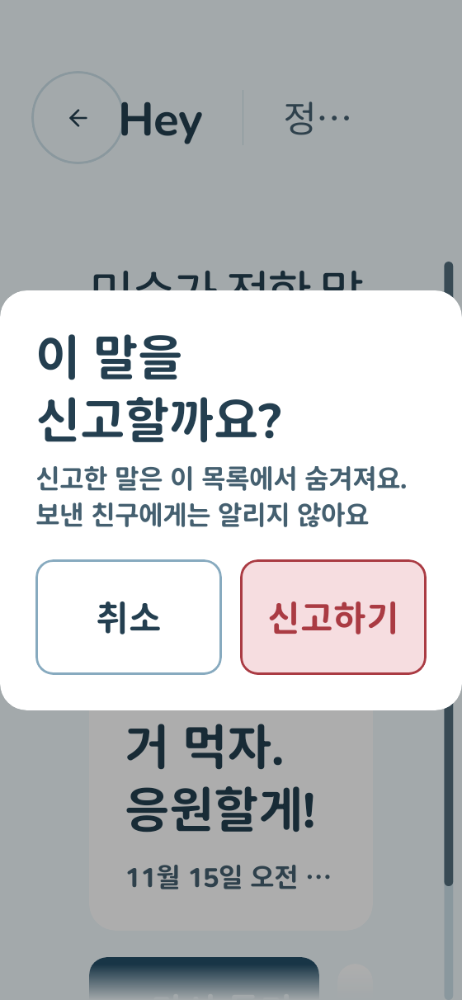 Hey
정…
이 말을
신고할까요?
신고한 말은 이 목록에서 숨겨져요.
보낸 친구에게는 알리지 않아요
취소
신고하기
거 먹자.
응원할게!
11월 15일 오전 …